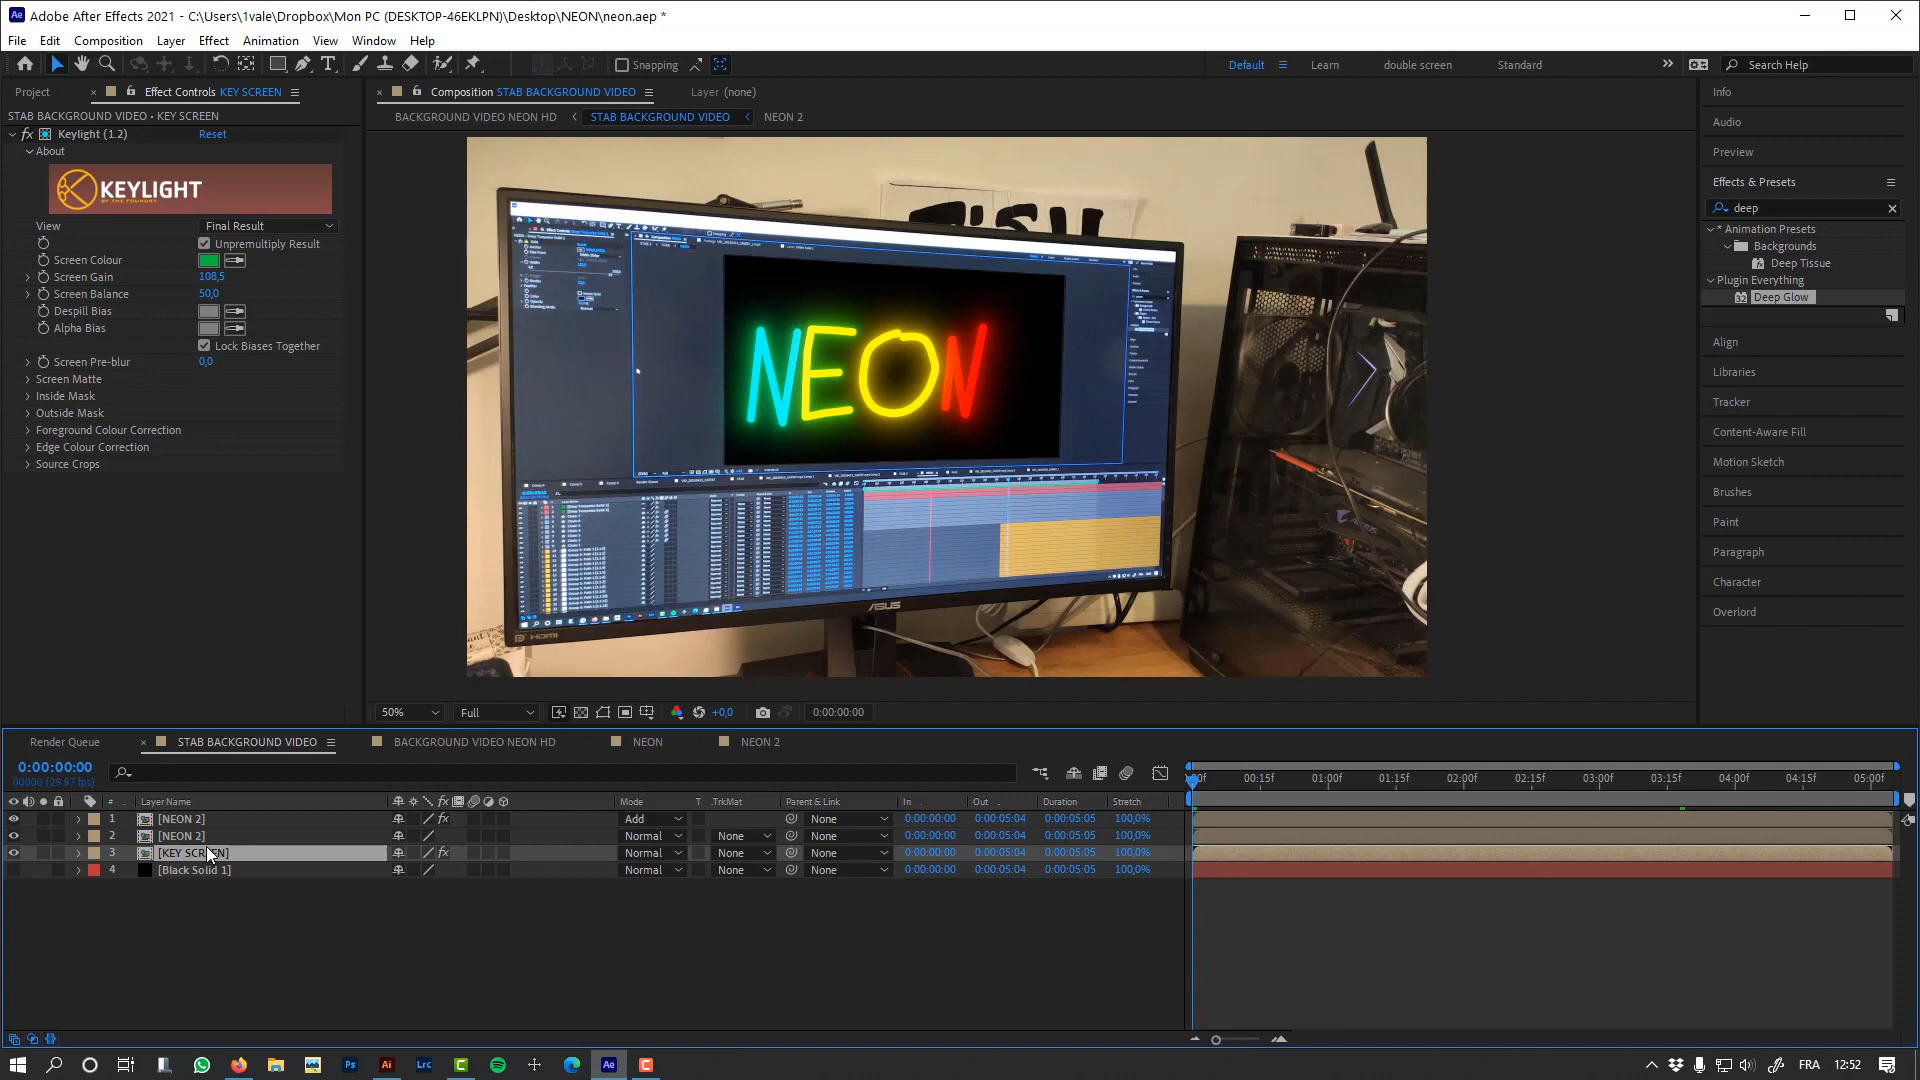 Adobe After Effects 2021 - C:\Users\1vale\Dropbox\Mon PC (DESKTOP-46EKLPN)\Desktop\NEON\neon.aep *
File Edit Composition Layer Effect Animation View Window Help
Snapping
Default Learn double screen Standard
Search Help
Project Effect Controls KEY SCREEN
STAB BACKGROUND VIDEO • KEY SCREEN
fx Keylight (1.2) Reset
About
KEYLIGHT
BY THE FOUNDRY
View Final Result
Unpremultiply Result
Screen Colour
Screen Gain 108,5
Screen Balance 50,0
Despill Bias
Alpha Bias
Lock Biases Together
Screen Pre-blur 0,0
Screen Matte
Inside Mask
Outside Mask
Foreground Colour Correction
Edge Colour Correction
Source Crops
Composition STAB BACKGROUND VIDEO Layer (none)
BACKGROUND VIDEO NEON HD STAB BACKGROUND VIDEO NEON 2
NEON
ASUS
HDMI
50% Full +0,0 0:00:00:00
Info
Audio
Preview
Effects & Presets
deep
* Animation Presets
Backgrounds
Deep Tissue
Plugin Everything
Deep Glow
Align
Libraries
Tracker
Content-Aware Fill
Motion Sketch
Brushes
Paint
Paragraph
Character
Overlord
Render Queue STAB BACKGROUND VIDEO BACKGROUND VIDEO NEON HD NEON NEON 2
0:00:00:00
00000 (29.97 fps)
00:15f 01:00f 01:15f 02:00f 02:15f 03:00f 03:15f 04:00f 04:15f 05:00f
# Layer Name fx Mode T .TrkMat Parent & Link In Out Duration Stretch
1 [NEON 2] fx Add None 0:00:00:00 0:00:05:04 0:00:05:05 100,0%
2 [NEON 2] Normal None None 0:00:00:00 0:00:05:04 0:00:05:05 100,0%
3 [KEY SCREEN] fx Normal None None 0:00:00:00 0:00:05:04 0:00:05:05 100,0%
4 [Black Solid 1] Normal None None 0:00:00:00 0:00:05:04 0:00:05:05 100,0%
Ps Ai Lrc C Ae C
FRA 12:52